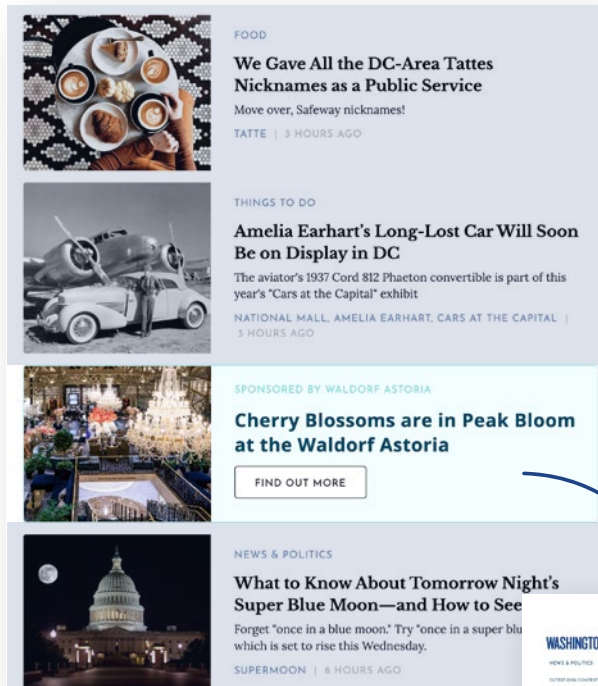 FOOD
We Gave All the DC-Area Tattes
Nicknames as a Public Service
Move over, Safeway nicknames!
TATTE | 3 HOURS AGO
THINGS TO DO
Amelia Earhart's Long-Lost Car Will Soon
Be on Display in DC
The aviator's 1937 Cord 812 Phaeton convertible is part of this
year's "Cars at the Capital" exhibit
NATIONAL MALL, AMELIA EARHART, CARS AT THE CAPITAL |
3 HOURS AGO
SPONSORED BY WALDORF ASTORIA
Cherry Blossoms are in Peak Bloom
at the Waldorf Astoria
FIND OUT MORE
NEWS & POLITICS
What to Know About Tomorrow Night's
Super Blue Moon—and How to See
Forget "once in a blue moon." Try "once in a super blu
which is set to rise this Wednesday.
SUPERMOON | 8 HOURS AGO
WASHINGTO
NEWS & POLITICS